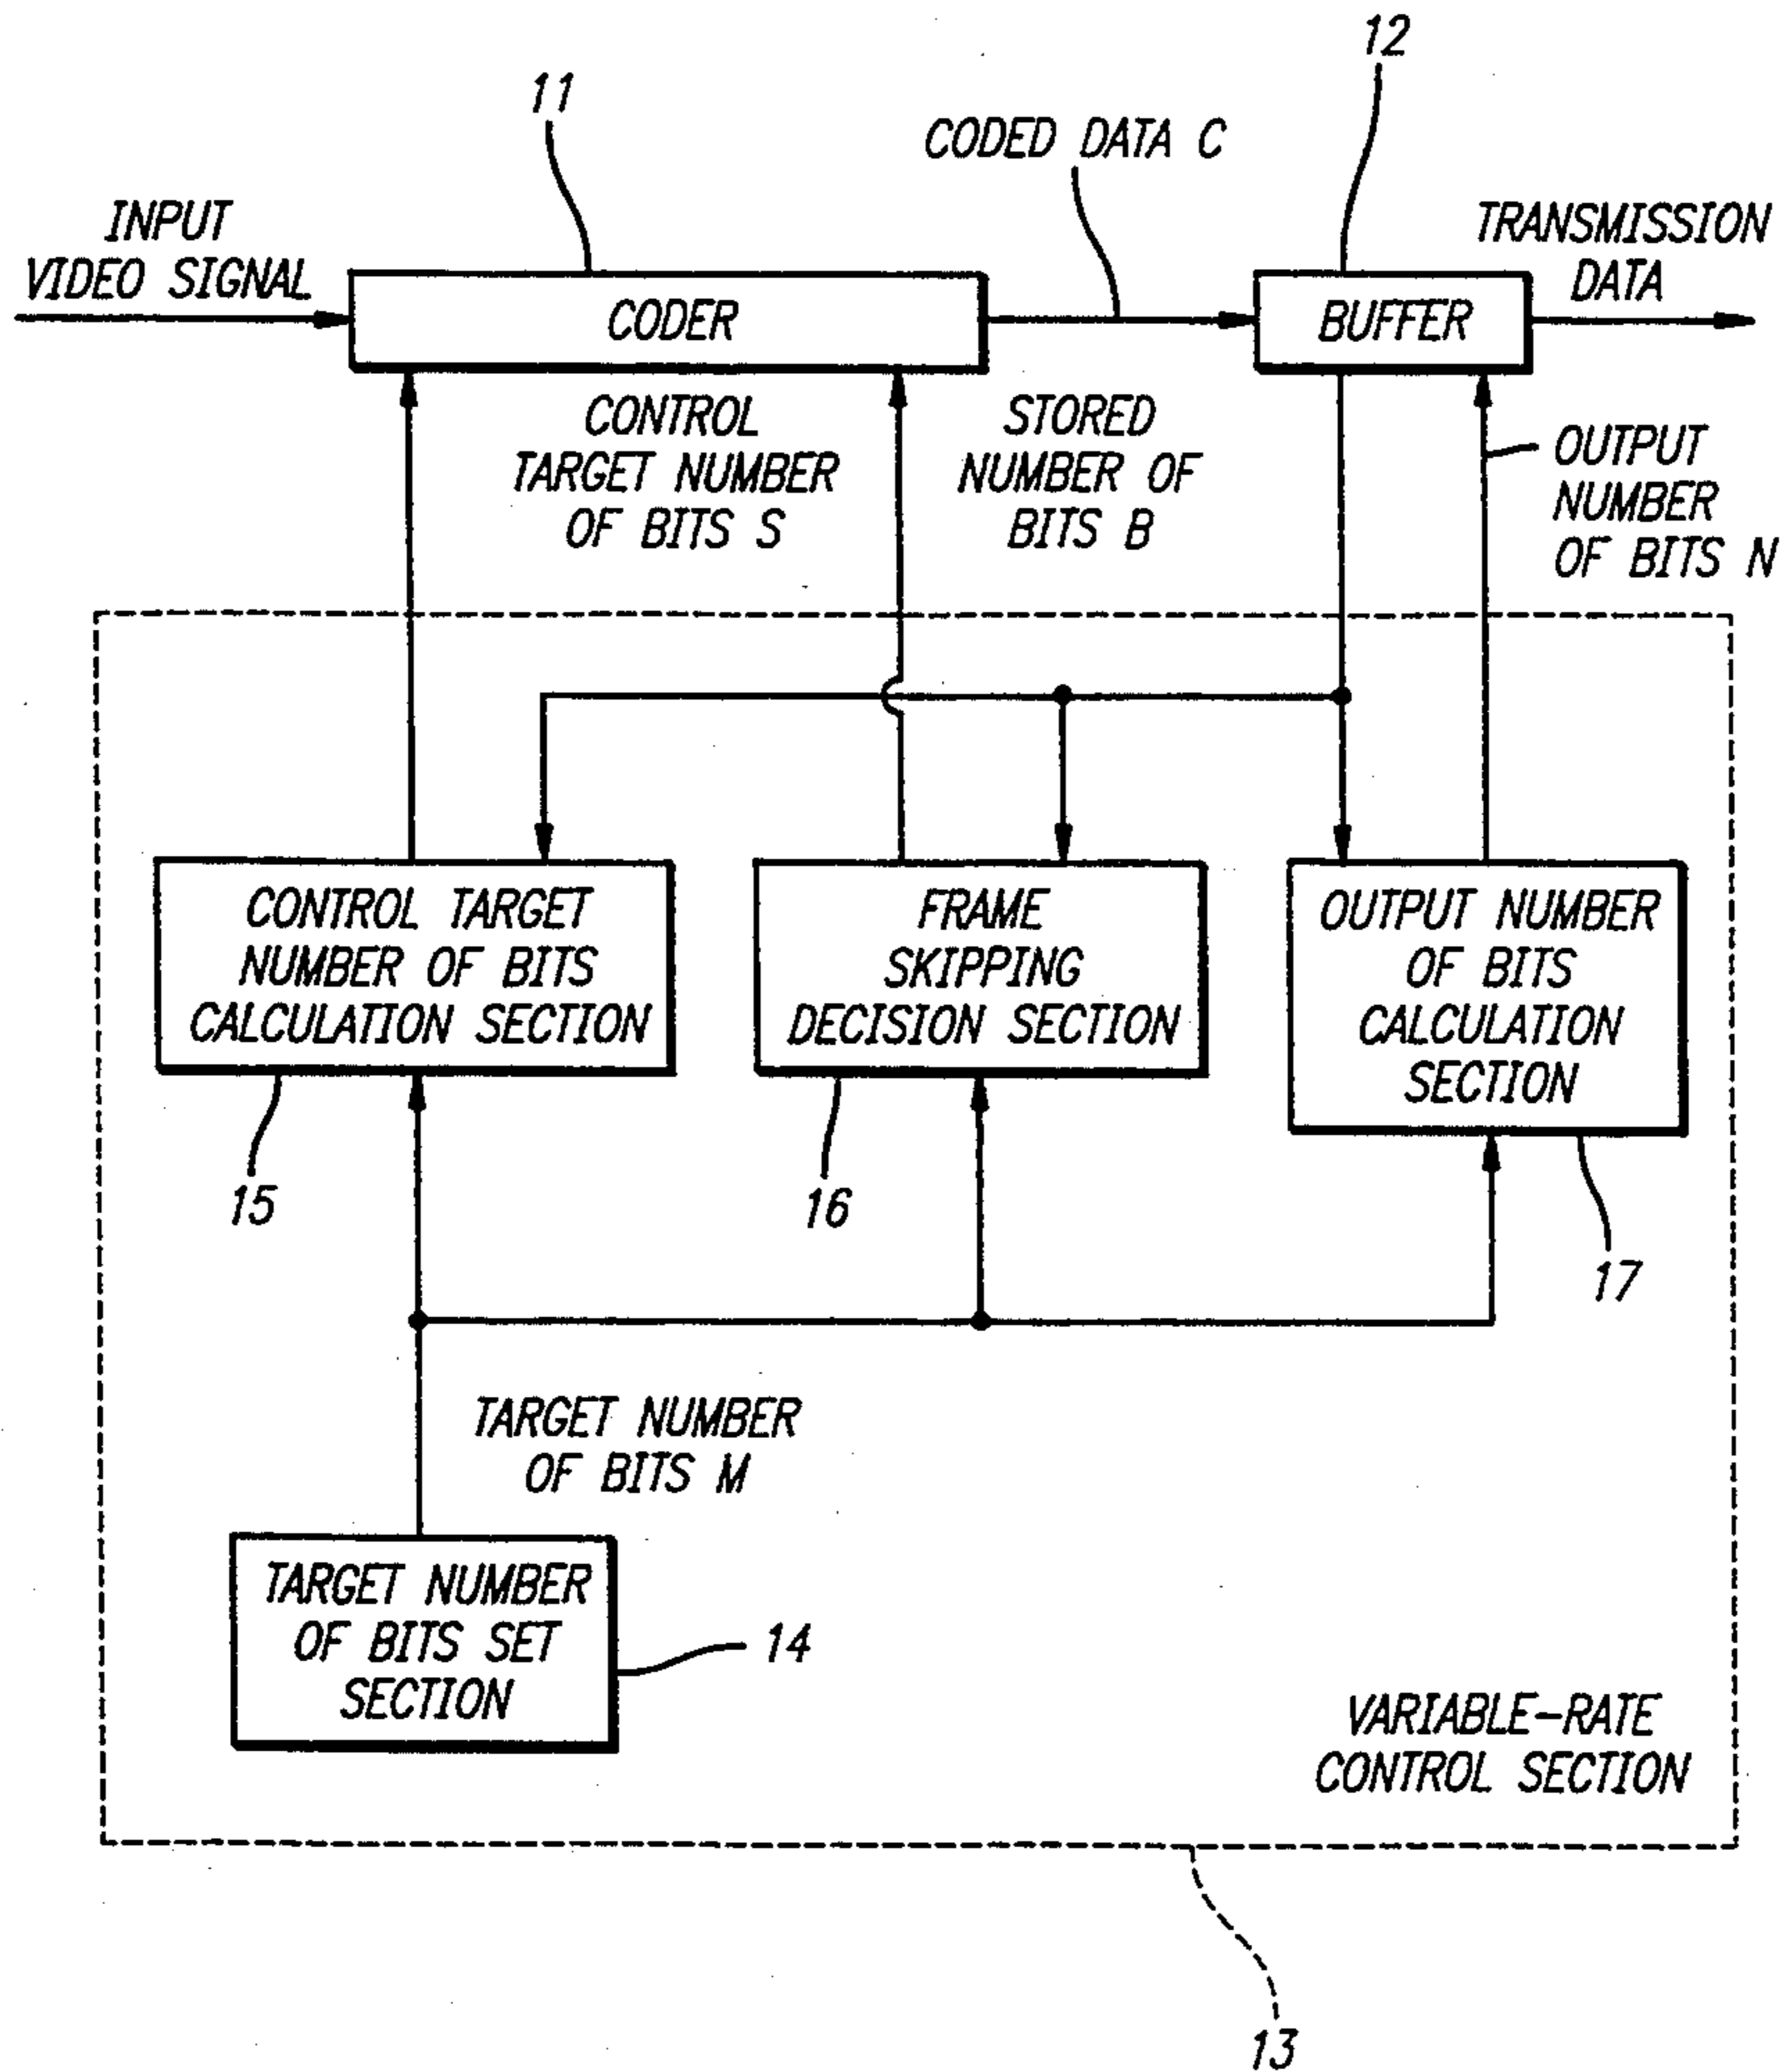 12
11
CODED DATA C
INPUT
VIDEO SIGNAL
TRANSMISSION
DATA
CODER
BUFFER
CONTROL
TARGET NUMBER
OF BITS S
STORED
NUMBER OF
BITS B
OUTPUT
NUMBER
OF BITS N
CONTROL TARGET
NUMBER OF BITS
CALCULATION SECTION
FRAME
SKIPPING
DECISION SECTION
OUTPUT NUMBER
OF BITS
CALCULATION
SECTION
15
16
17
TARGET NUMBER
OF BITS M
TARGET NUMBER
OF BITS SET
SECTION
14
VARIABLE-RATE
CONTROL SECTION
13